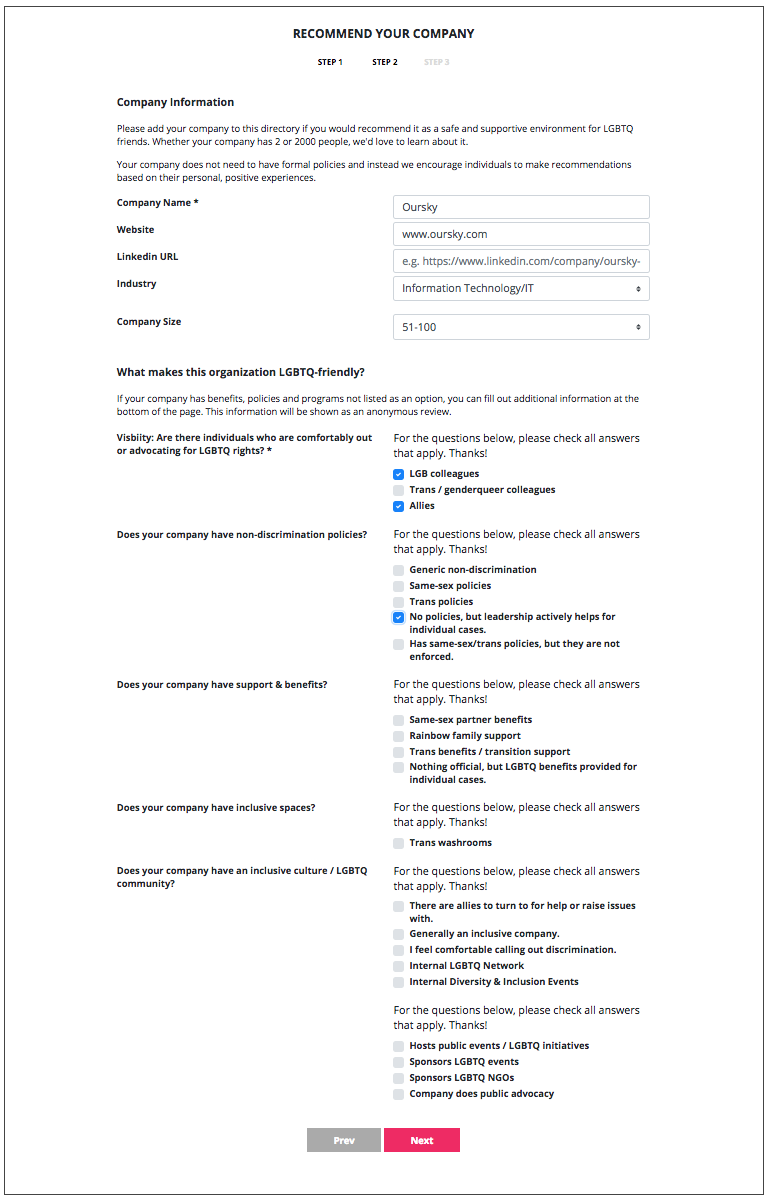 RECOMMEND YOUR COMPANY
STEP 1 STEP 2 STEP 3
Company Information
Please add your company to this directory if you would recommend it as a safe and supportive environment for LGBTQ
friends. Whether your company has 2 or 2000 people, we'd love to learn about it.
Your company does not need to have formal policies and instead we encourage individuals to make recommendations
based on their personal, positive experiences.
Company Name * Oursky
Website www.oursky.com
Linkedin URL e.g. https://www.linkedin.com/company/oursky-
Industry Information Technology/IT
Company Size 51-100
What makes this organization LGBTQ-friendly?
If your company has benefits, policies and programs not listed as an option, you can fill out additional information at the
bottom of the page. This information will be shown as an anonymous review.
Visbiity: Are there individuals who are comfortably out
or advocating for LGBTQ rights? *
For the questions below, please check all answers
that apply. Thanks!
LGB colleagues
Trans / genderqueer colleagues
Allies
Does your company have non-discrimination policies?
For the questions below, please check all answers
that apply. Thanks!
Generic non-discrimination
Same-sex policies
Trans policies
No policies, but leadership actively helps for
individual cases.
Has same-sex/trans policies, but they are not
enforced.
Does your company have support & benefits?
For the questions below, please check all answers
that apply. Thanks!
Same-sex partner benefits
Rainbow family support
Trans benefits / transition support
Nothing official, but LGBTQ benefits provided for
individual cases.
Does your company have inclusive spaces?
For the questions below, please check all answers
that apply. Thanks!
Trans washrooms
Does your company have an inclusive culture / LGBTQ
community?
For the questions below, please check all answers
that apply. Thanks!
There are allies to turn to for help or raise issues
with.
Generally an inclusive company.
I feel comfortable calling out discrimination.
Internal LGBTQ Network
Internal Diversity & Inclusion Events
For the questions below, please check all answers
that apply. Thanks!
Hosts public events / LGBTQ initiatives
Sponsors LGBTQ events
Sponsors LGBTQ NGOs
Company does public advocacy
Prev Next